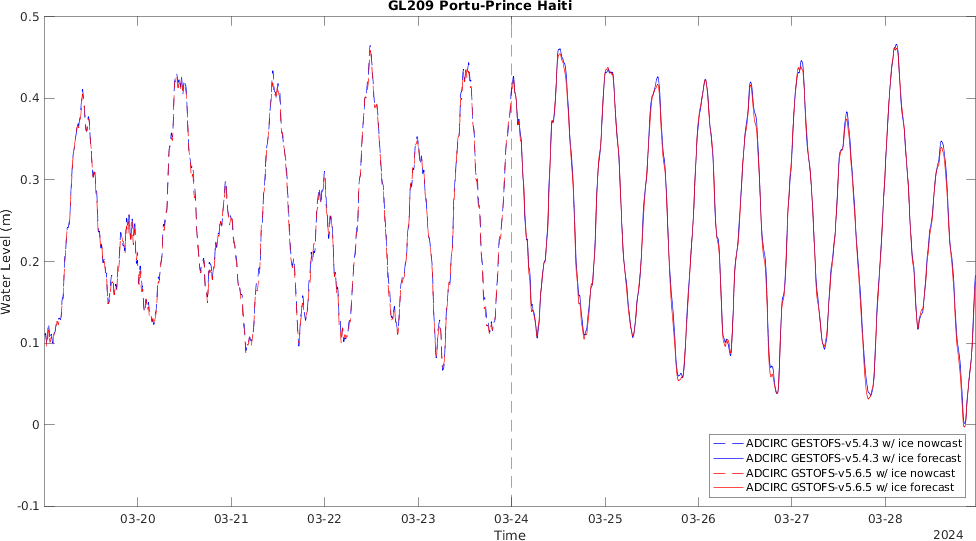 GL209 Portu-Prince Haiti
0.5
0.4
0.3
0.2
0.1
0
-0.1
Water Level (m)
03-20 03-21 03-22 03-23 03-24 03-25 03-26 03-27 03-28
Time
2024
ADCIRC GESTOFS-v5.4.3 w/ ice nowcast
ADCIRC GESTOFS-v5.4.3 w/ ice forecast
ADCIRC GSTOFS-v5.6.5 w/ ice nowcast
ADCIRC GSTOFS-v5.6.5 w/ ice forecast